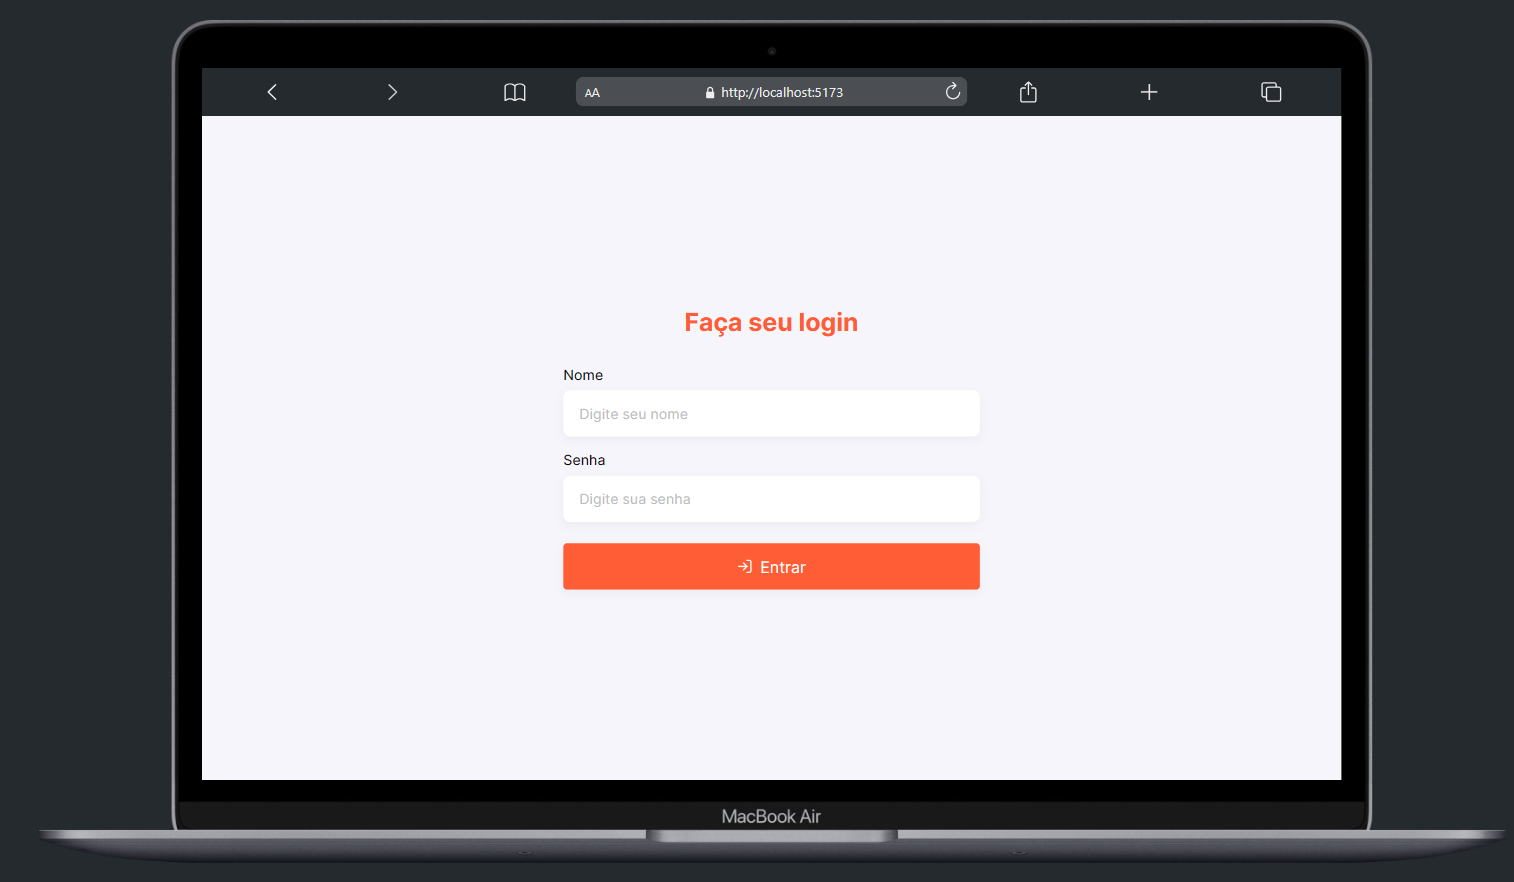 AA http://localhost:5173
Faça seu login
Nome
Digite seu nome
Senha
Digite sua senha
Entrar
MacBook Air